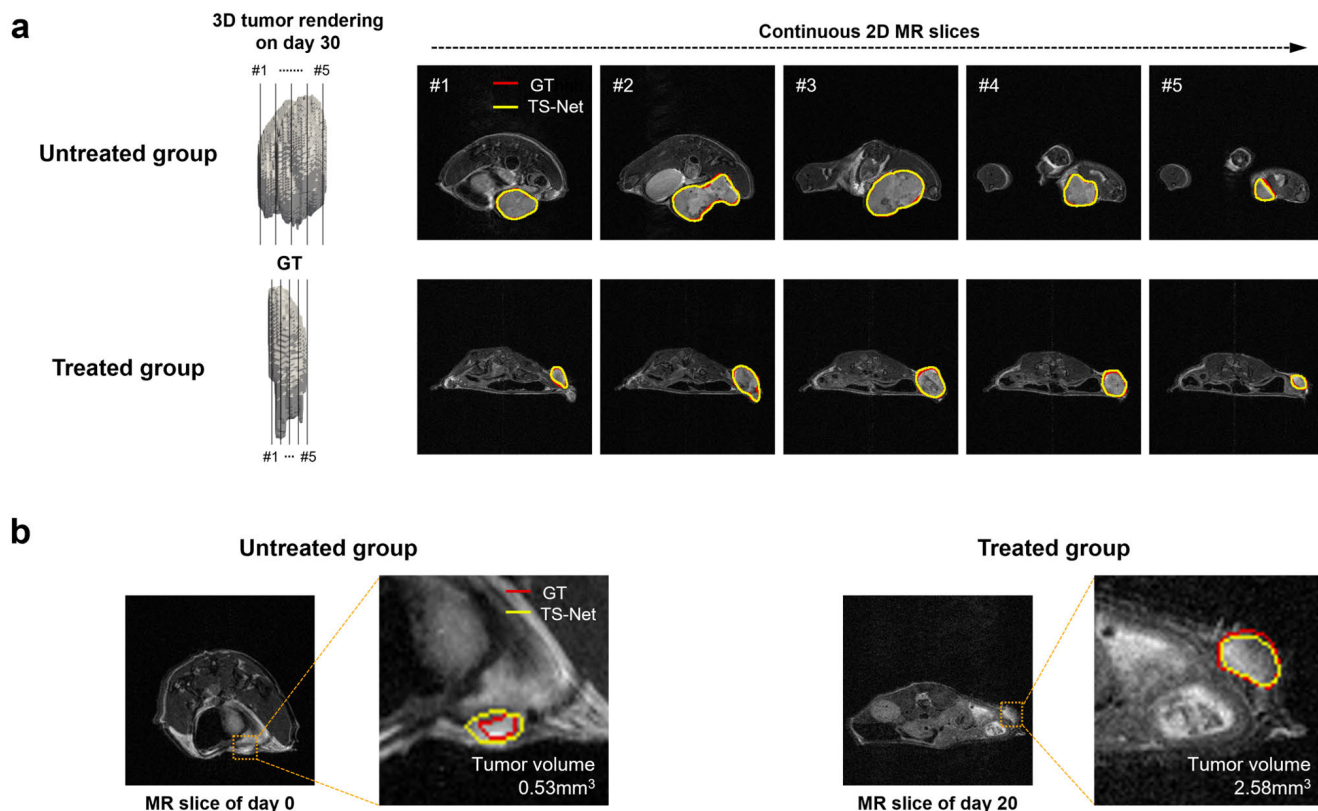 a
3D tumor rendering
on day 30
#1 ........ #5
Continuous 2D MR slices
Untreated group
#1
GT
TS-Net
#2
#3
#4
#5
GT
Treated group
#1 ... #5
b
Untreated group
Treated group
GT
TS-Net
Tumor volume
0.53mm³
MR slice of day 0
Tumor volume
2.58mm³
MR slice of day 20